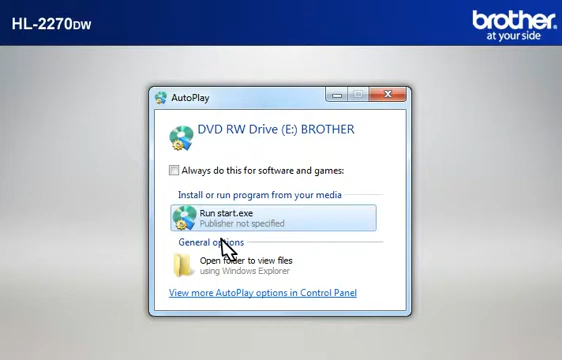 HL-2270DW
brother
at your side
AutoPlay
DVD RW Drive (E:) BROTHER
Always do this for software and games:
Install or run program from your media
Run start.exe
Publisher not specified
General options
Open folder to view files
using Windows Explorer
View more AutoPlay options in Control Panel